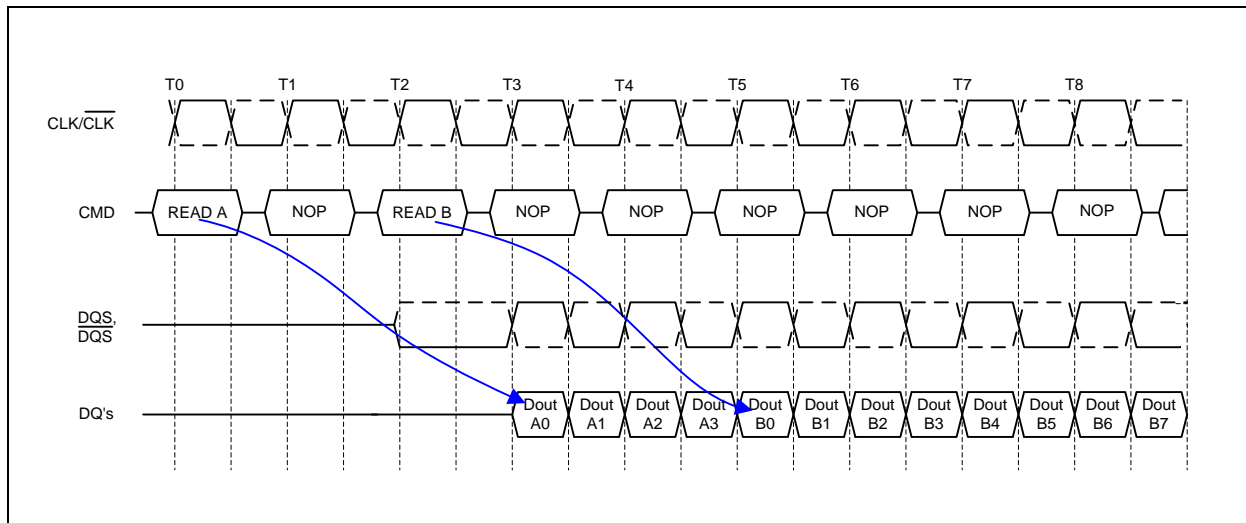 T0 T1 T2 T3 T4 T5 T6 T7 T8
CLK/CLK
CMD READ A NOP READ B NOP NOP NOP NOP NOP NOP
DQS,
DQS
DQ's
Dout Dout Dout Dout Dout Dout Dout Dout Dout Dout Dout Dout
A0 A1 A2 A3 B0 B1 B2 B3 B4 B5 B6 B7